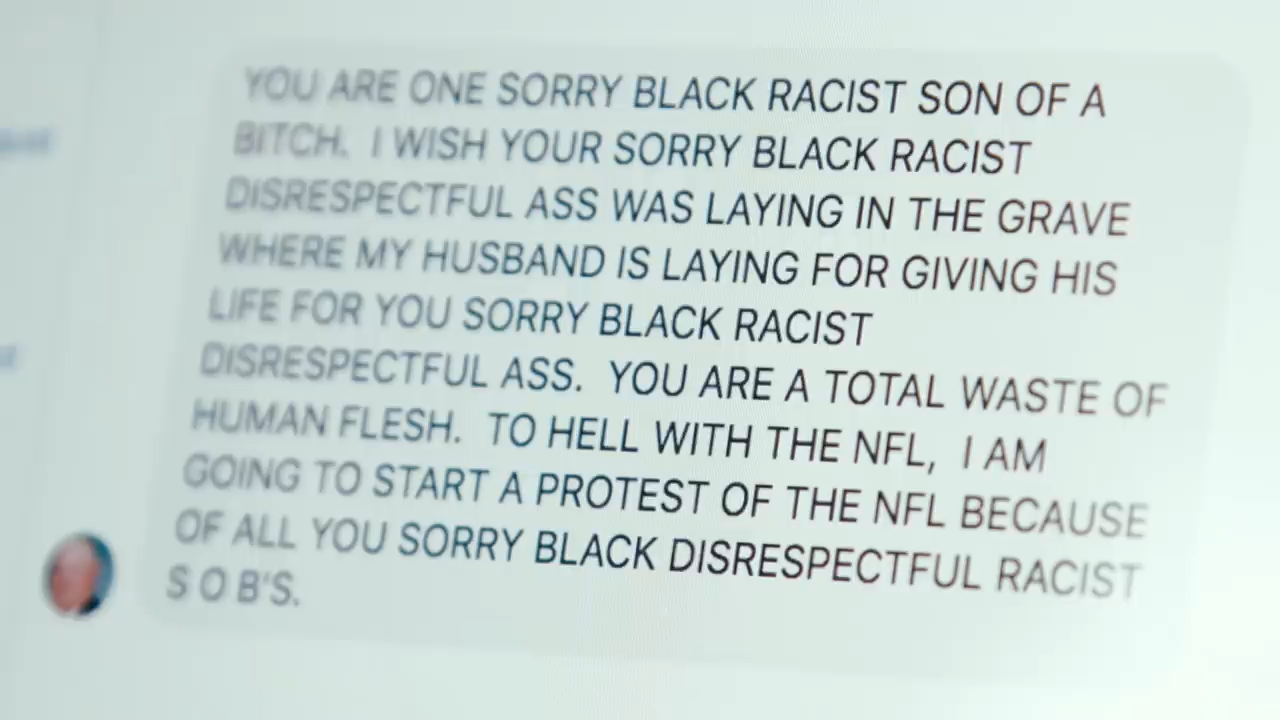 YOU ARE ONE SORRY BLACK RACIST SON OF A
BITCH.  I WISH YOUR SORRY BLACK RACIST
DISRESPECTFUL ASS WAS LAYING IN THE GRAVE
WHERE MY HUSBAND IS LAYING FOR GIVING HIS
LIFE FOR YOU SORRY BLACK RACIST
DISRESPECTFUL ASS.  YOU ARE A TOTAL WASTE OF
HUMAN FLESH.  TO HELL WITH THE NFL,  I AM
GOING TO START A PROTEST OF THE NFL BECAUSE
OF ALL YOU SORRY BLACK DISRESPECTFUL RACIST
S O B'S.